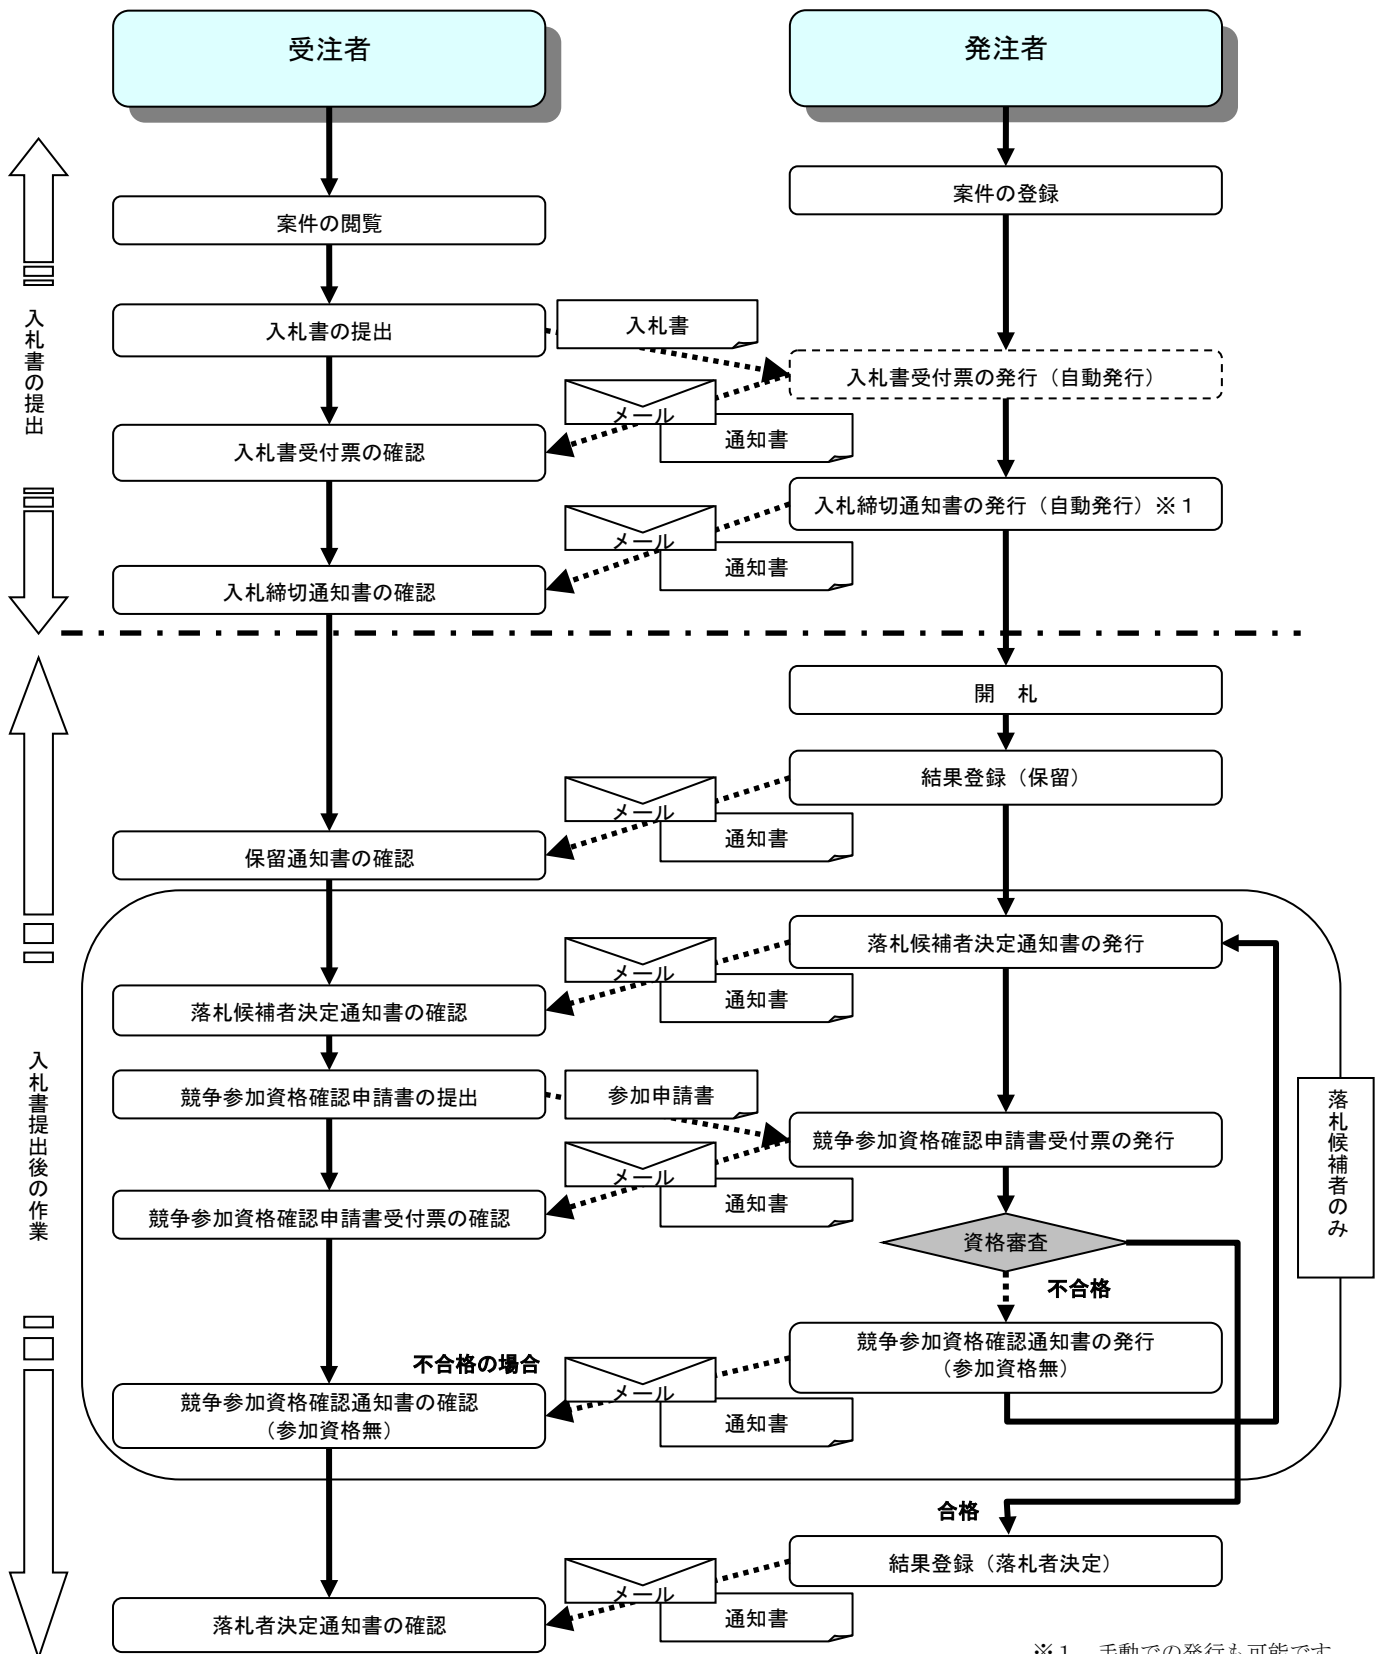 受注者
発注者
案件の登録
案件の閲覧
入札書の提出
入札書の提出
入札書
入札書受付票の発行（自動発行）
メール
通知書
入札書受付票の確認
入札締切通知書の発行（自動発行）※１
メール
通知書
入札締切通知書の確認
開　札
結果登録（保留）
メール
通知書
保留通知書の確認
落札候補者決定通知書の発行
メール
通知書
落札候補者決定通知書の確認
入札書提出後の作業
競争参加資格確認申請書の提出
参加申請書
落札候補者のみ
競争参加資格確認申請書受付票の発行
メール
通知書
競争参加資格確認申請書受付票の確認
資格審査
不合格
競争参加資格確認通知書の発行
（参加資格無）
不合格の場合
メール
通知書
競争参加資格確認通知書の確認
（参加資格無）
合格
結果登録（落札者決定）
メール
通知書
落札者決定通知書の確認
※１　手動での発行も可能です